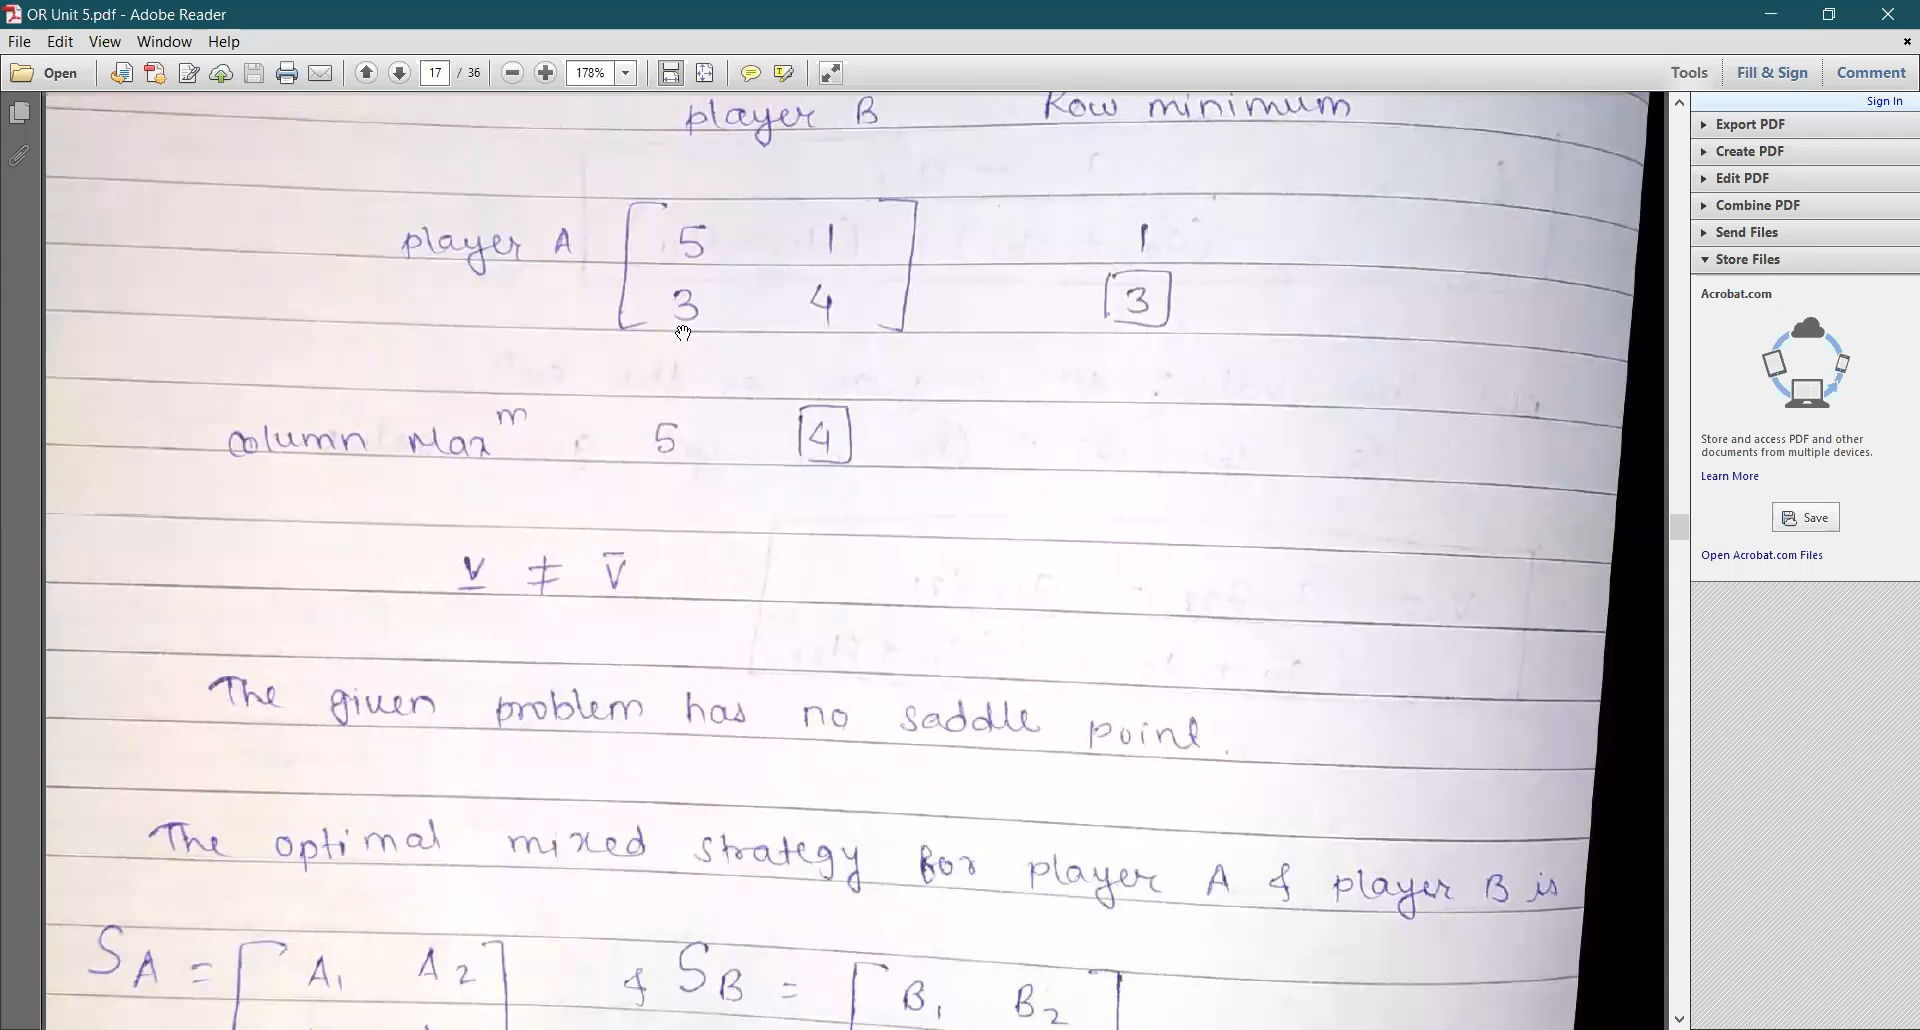 OR Unit 5.pdf - Adobe Reader
File Edit View Window Help
Open 17 / 36 178% Tools Fill & Sign Comment
Sign In
Export PDF
Create PDF
Edit PDF
Combine PDF
Send Files
Store Files
Acrobat.com
Store and access PDF and other
documents from multiple devices.
Learn More
Save
Open Acrobat.com Files
player B Row minimum
player A 5 1 1
3 4 3
column Max^m 5 4
v ≠ v̄
The given problem has no saddle point.
The optimal mixed strategy for player A & player B is
S_A = [ A_1 A_2 ] & S_B = [ B_1 B_2 ]